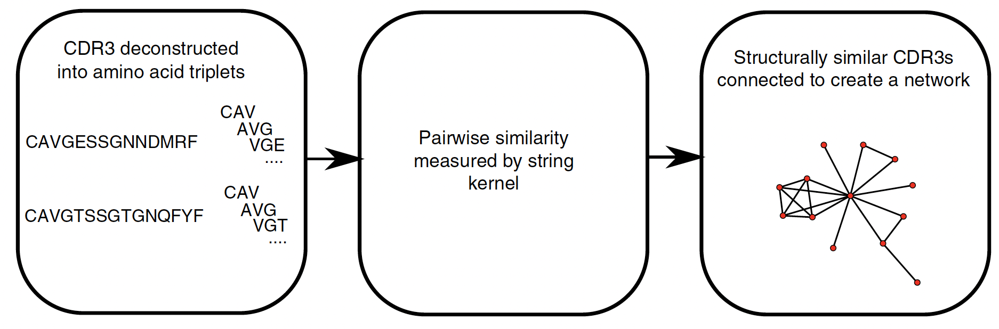 CDR3 deconstructed
into amino acid triplets
CAVGESSGNNDMRF
CAV
AVG
VGE
....
CAVGTSSGTGNQFYF
CAV
AVG
VGT
....
Pairwise similarity
measured by string
kernel
Structurally similar CDR3s
connected to create a network